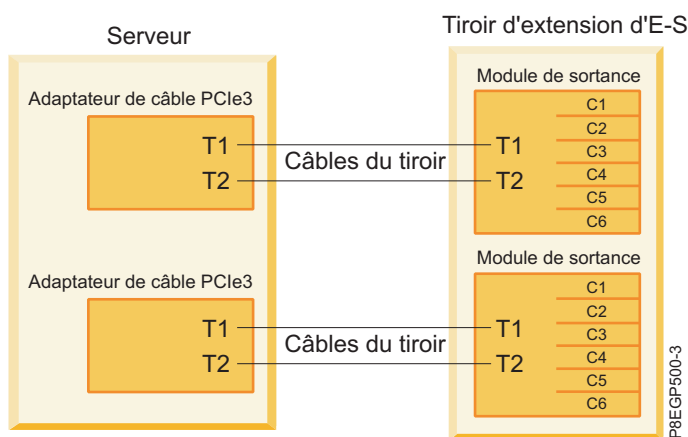 Serveur
Tiroir d'extension d'E-S
Adaptateur de câble PCIe3
T1
T2
Câbles du tiroir
Module de sortance
T1
T2
C1
C2
C3
C4
C5
C6
Adaptateur de câble PCIe3
T1
T2
Câbles du tiroir
Module de sortance
T1
T2
C1
C2
C3
C4
C5
C6
P8EGP500-3